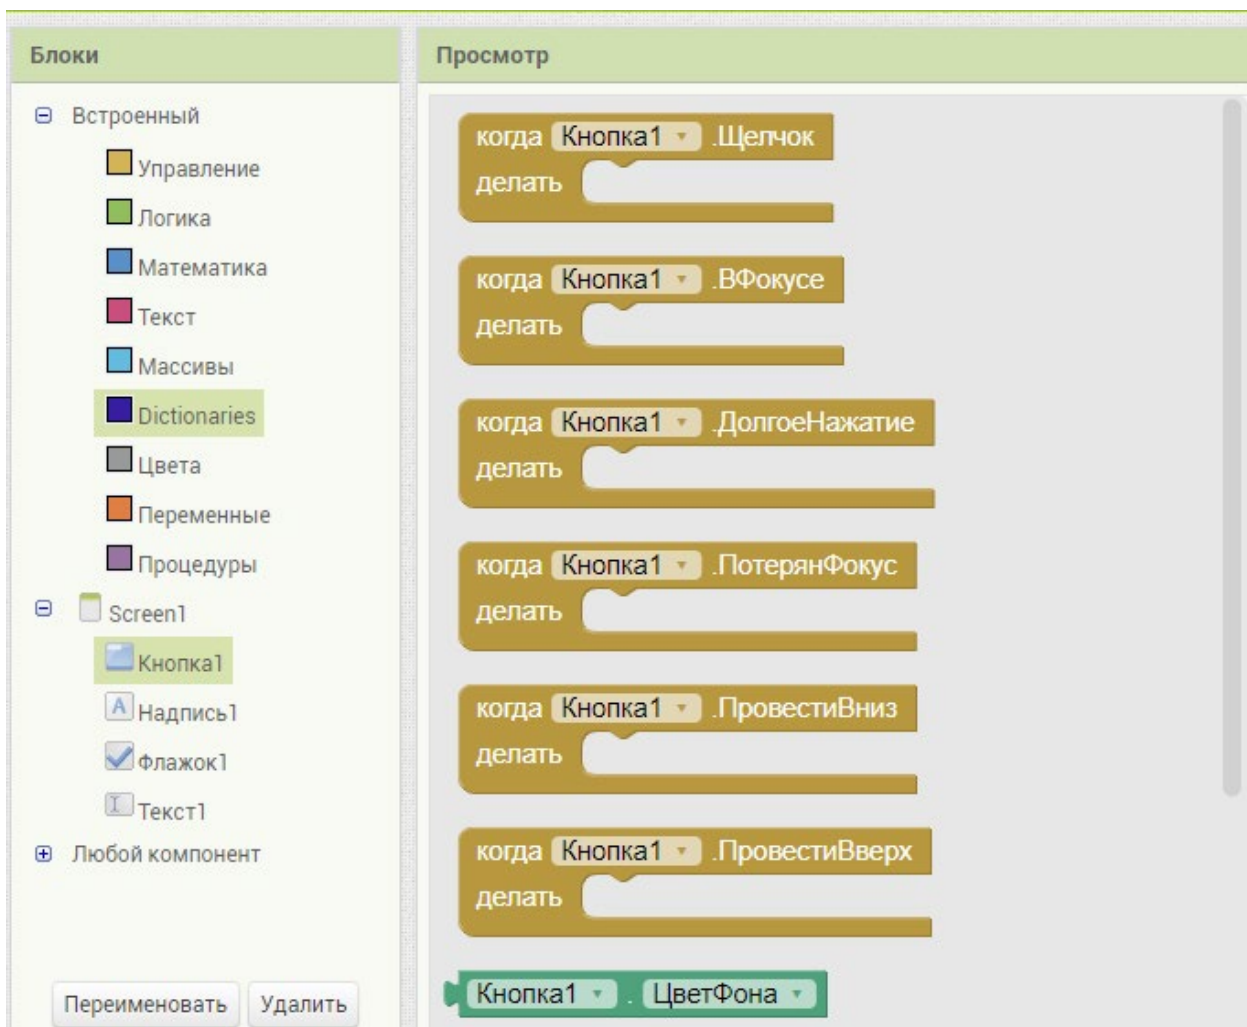 Блоки
Встроенный
Управление
Логика
Математика
Текст
Массивы
Dictionaries
Цвета
Переменные
Процедуры
Screen1
Кнопка1
A Надпись1
Флажок1
Текст1
Любой компонент
Переименовать Удалить
Просмотр
когда Кнопка1 .Щелчок
делать
когда Кнопка1 .ВФокусе
делать
когда Кнопка1 .ДолгоеНажатие
делать
когда Кнопка1 .ПотерянФокус
делать
когда Кнопка1 .ПровестиВниз
делать
когда Кнопка1 .ПровестиВверх
делать
Кнопка1 . ЦветФона